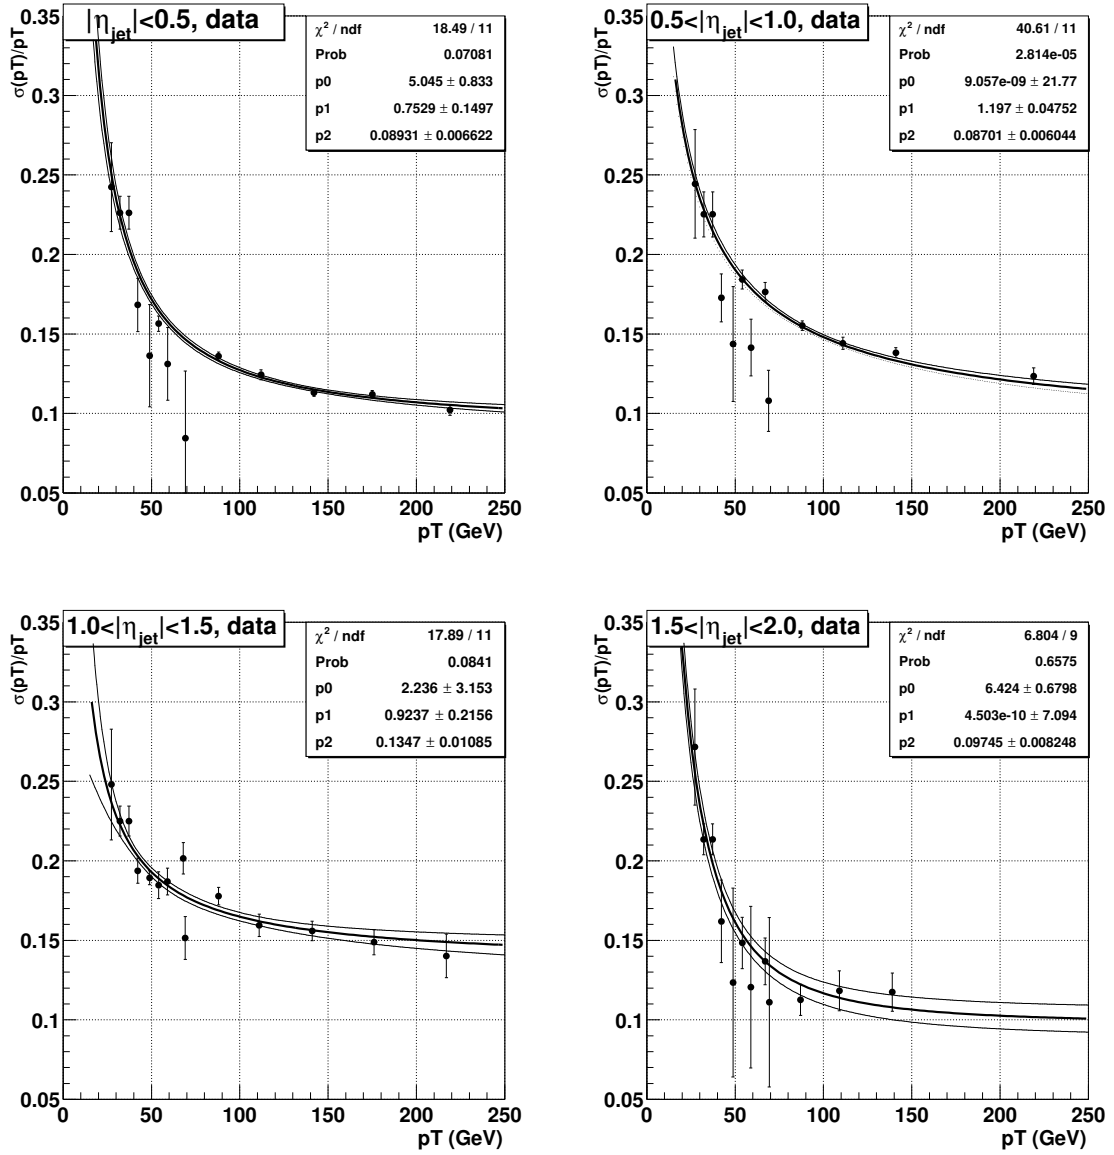 |η_jet|<0.5, data
χ² / ndf 18.49 / 11
Prob 0.07081
p0 5.045 ± 0.833
p1 0.7529 ± 0.1497
p2 0.08931 ± 0.006622
σ(pT)/pT
0.35
0.3
0.25
0.2
0.15
0.1
0.05
0 50 100 150 200 250
pT (GeV)
0.5<|η_jet|<1.0, data
χ² / ndf 40.61 / 11
Prob 2.814e-05
p0 9.057e-09 ± 21.77
p1 1.197 ± 0.04752
p2 0.08701 ± 0.006044
σ(pT)/pT
0.35
0.3
0.25
0.2
0.15
0.1
0.05
0 50 100 150 200 250
pT (GeV)
1.0<|η_jet|<1.5, data
χ² / ndf 17.89 / 11
Prob 0.0841
p0 2.236 ± 3.153
p1 0.9237 ± 0.2156
p2 0.1347 ± 0.01085
σ(pT)/pT
0.35
0.3
0.25
0.2
0.15
0.1
0.05
0 50 100 150 200 250
pT (GeV)
1.5<|η_jet|<2.0, data
χ² / ndf 6.804 / 9
Prob 0.6575
p0 6.424 ± 0.6798
p1 4.503e-10 ± 7.094
p2 0.09745 ± 0.008248
σ(pT)/pT
0.35
0.3
0.25
0.2
0.15
0.1
0.05
0 50 100 150 200 250
pT (GeV)